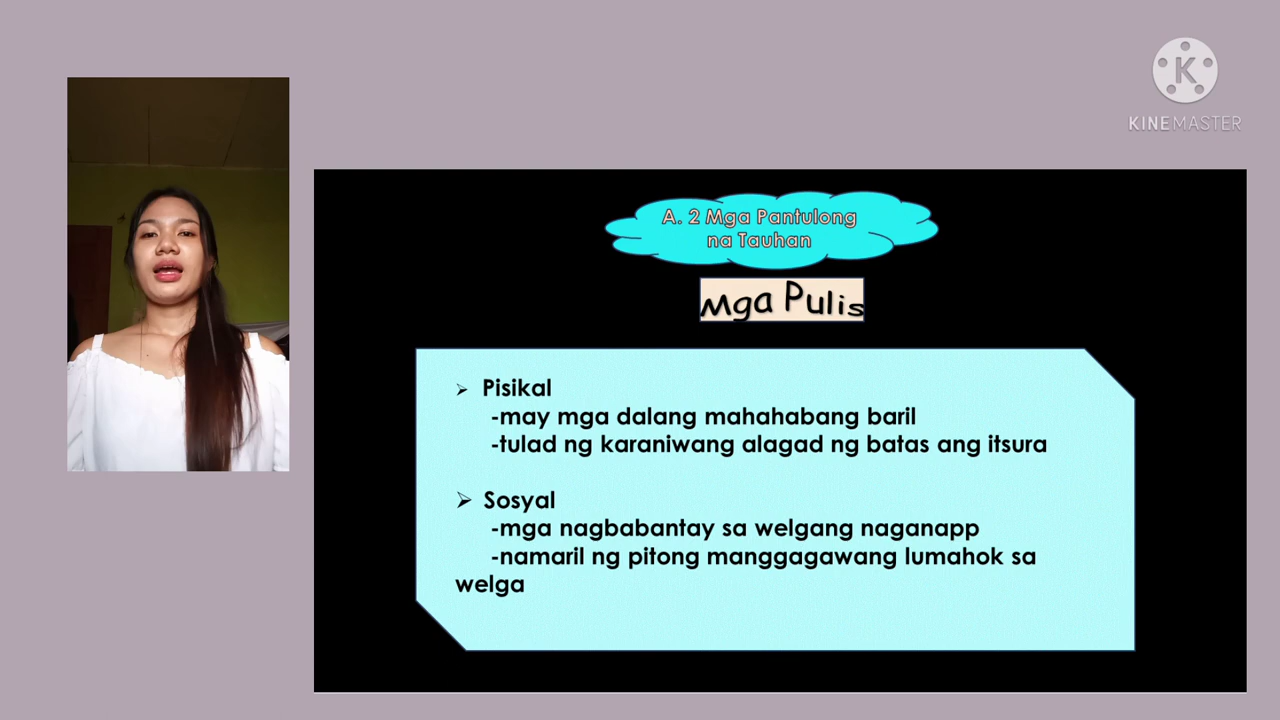 KINEMASTER
A. 2 Mga Pantulong
na Tauhan
Mga Pulis
➢ Pisikal
-may mga dalang mahahabang baril
-tulad ng karaniwang alagad ng batas ang itsura
➢ Sosyal
-mga nagbabantay sa welgang naganapp
-namaril ng pitong manggagawang lumahok sa
welga